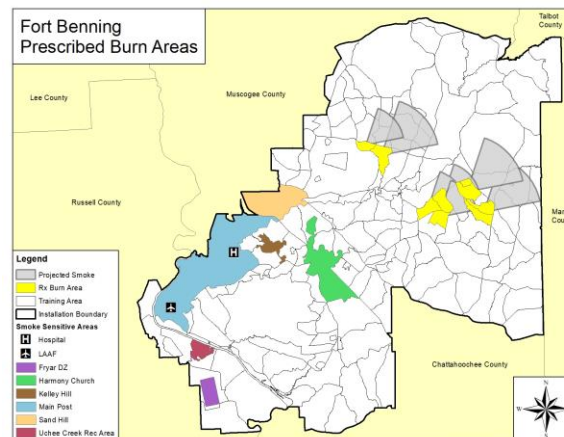 Fort Benning
Prescribed Burn Areas
Talbot
County
Lee County
Muscogee County
Russell County
Chattahoochee County
Legend
Projected Smoke
Rx Burn Area
Training Area
Installation Boundary
Smoke Sensitive Areas
H Hospital
LAAF
Fryar DZ
Harmony Church
Kelley Hill
Main Post
Sand Hill
Uchee Creek Rec Area
H
N
W
E
S